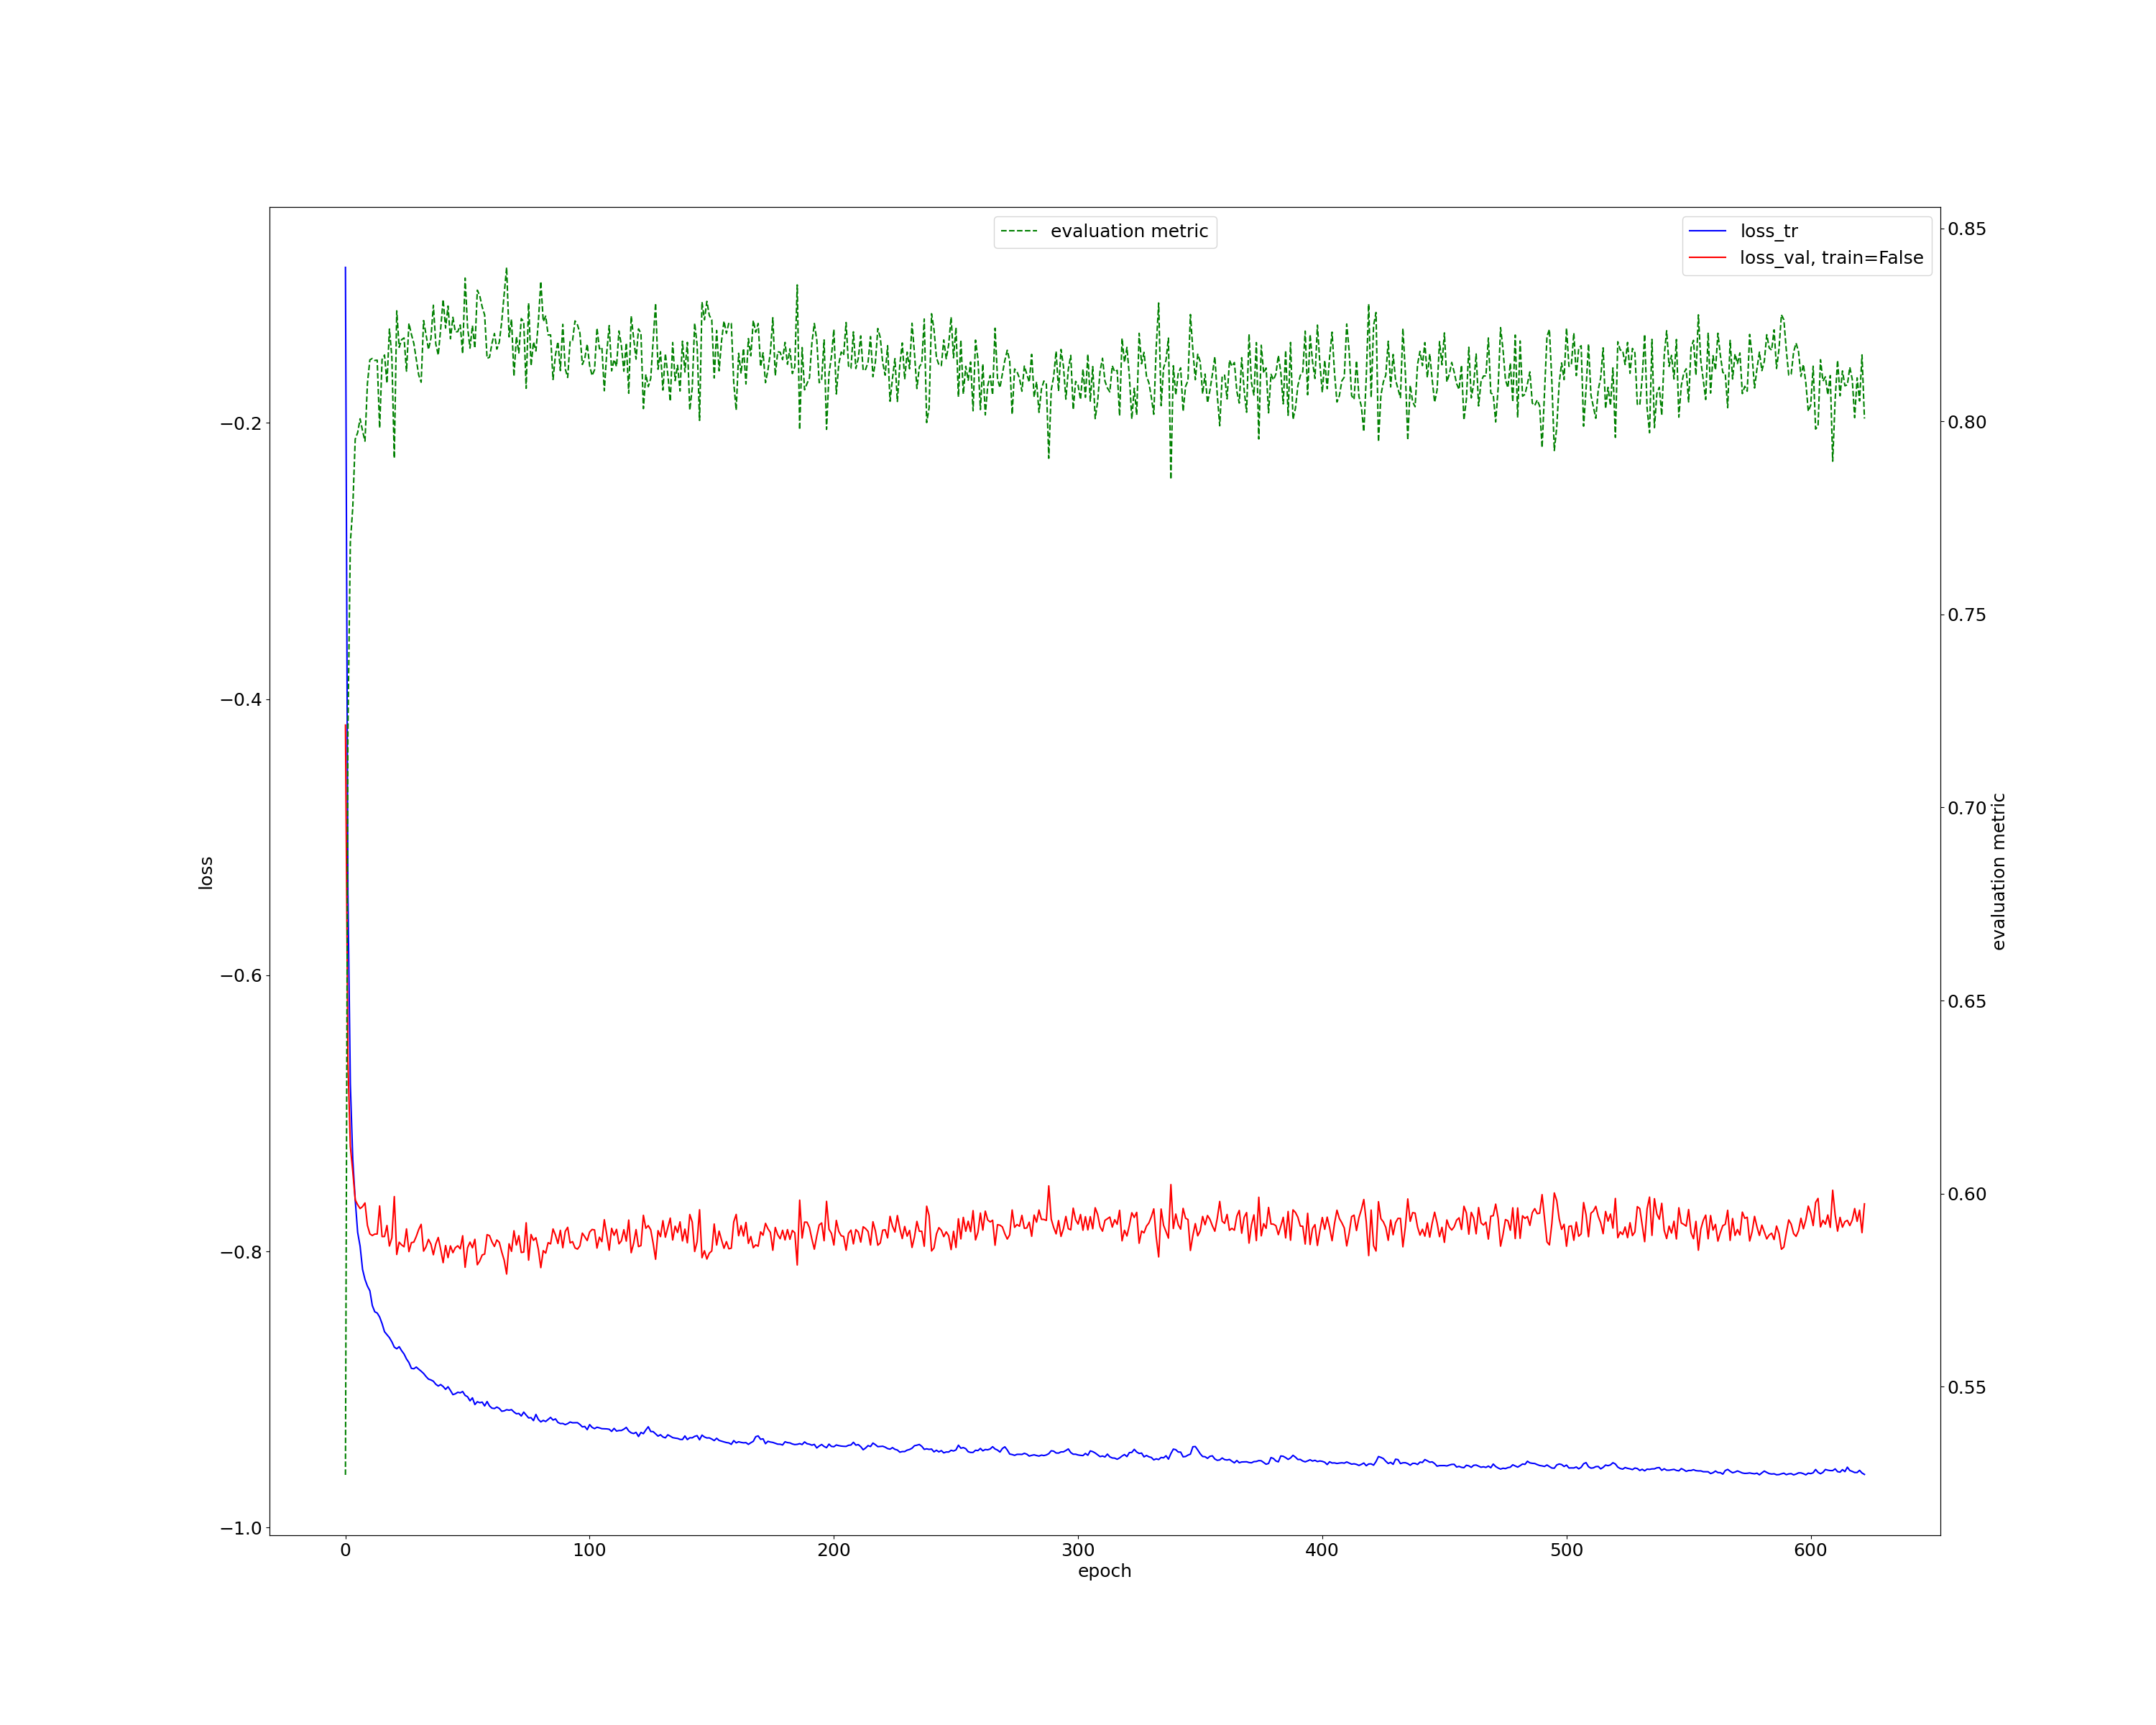 evaluation metric
loss_tr
loss_val, train=False
0.85
0.80
0.75
0.70
0.65
0.60
0.55
evaluation metric
−0.2
−0.4
−0.6
−0.8
−1.0
loss
0 100 200 300 400 500 600
epoch